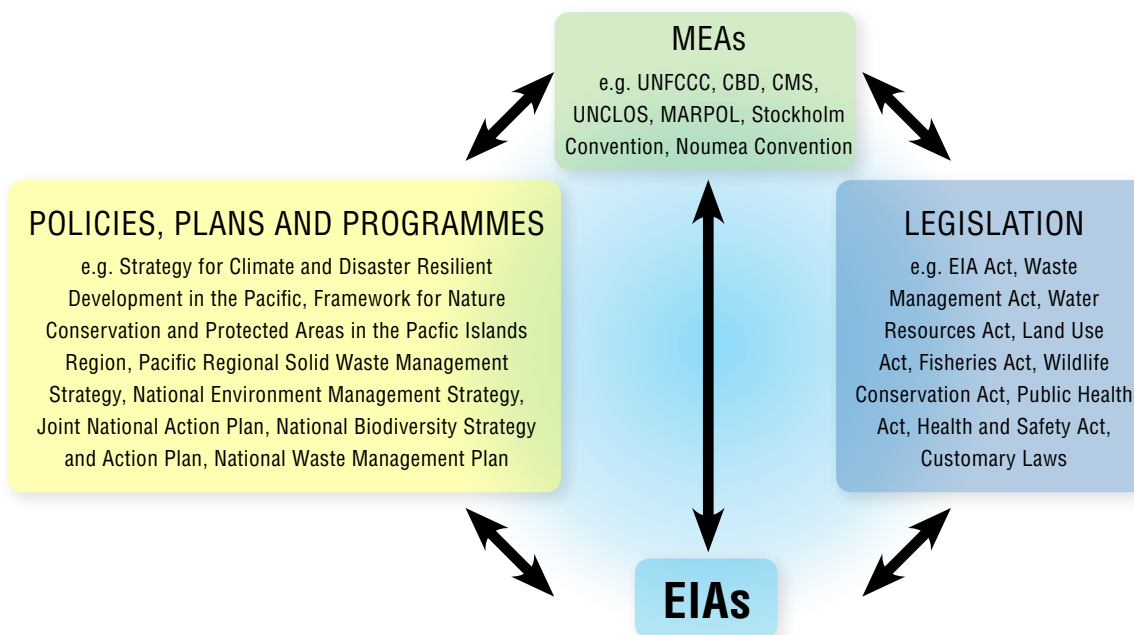 MEAs
e.g. UNFCCC, CBD, CMS,
UNCLOS, MARPOL, Stockholm
Convention, Noumea Convention
POLICIES, PLANS AND PROGRAMMES
e.g. Strategy for Climate and Disaster Resilient
Development in the Pacific, Framework for Nature
Conservation and Protected Areas in the Pacfic Islands
Region, Pacific Regional Solid Waste Management
Strategy, National Environment Management Strategy,
Joint National Action Plan, National Biodiversity Strategy
and Action Plan, National Waste Management Plan
LEGISLATION
e.g. EIA Act, Waste
Management Act, Water
Resources Act, Land Use
Act, Fisheries Act, Wildlife
Conservation Act, Public Health
Act, Health and Safety Act,
Customary Laws
EIAs